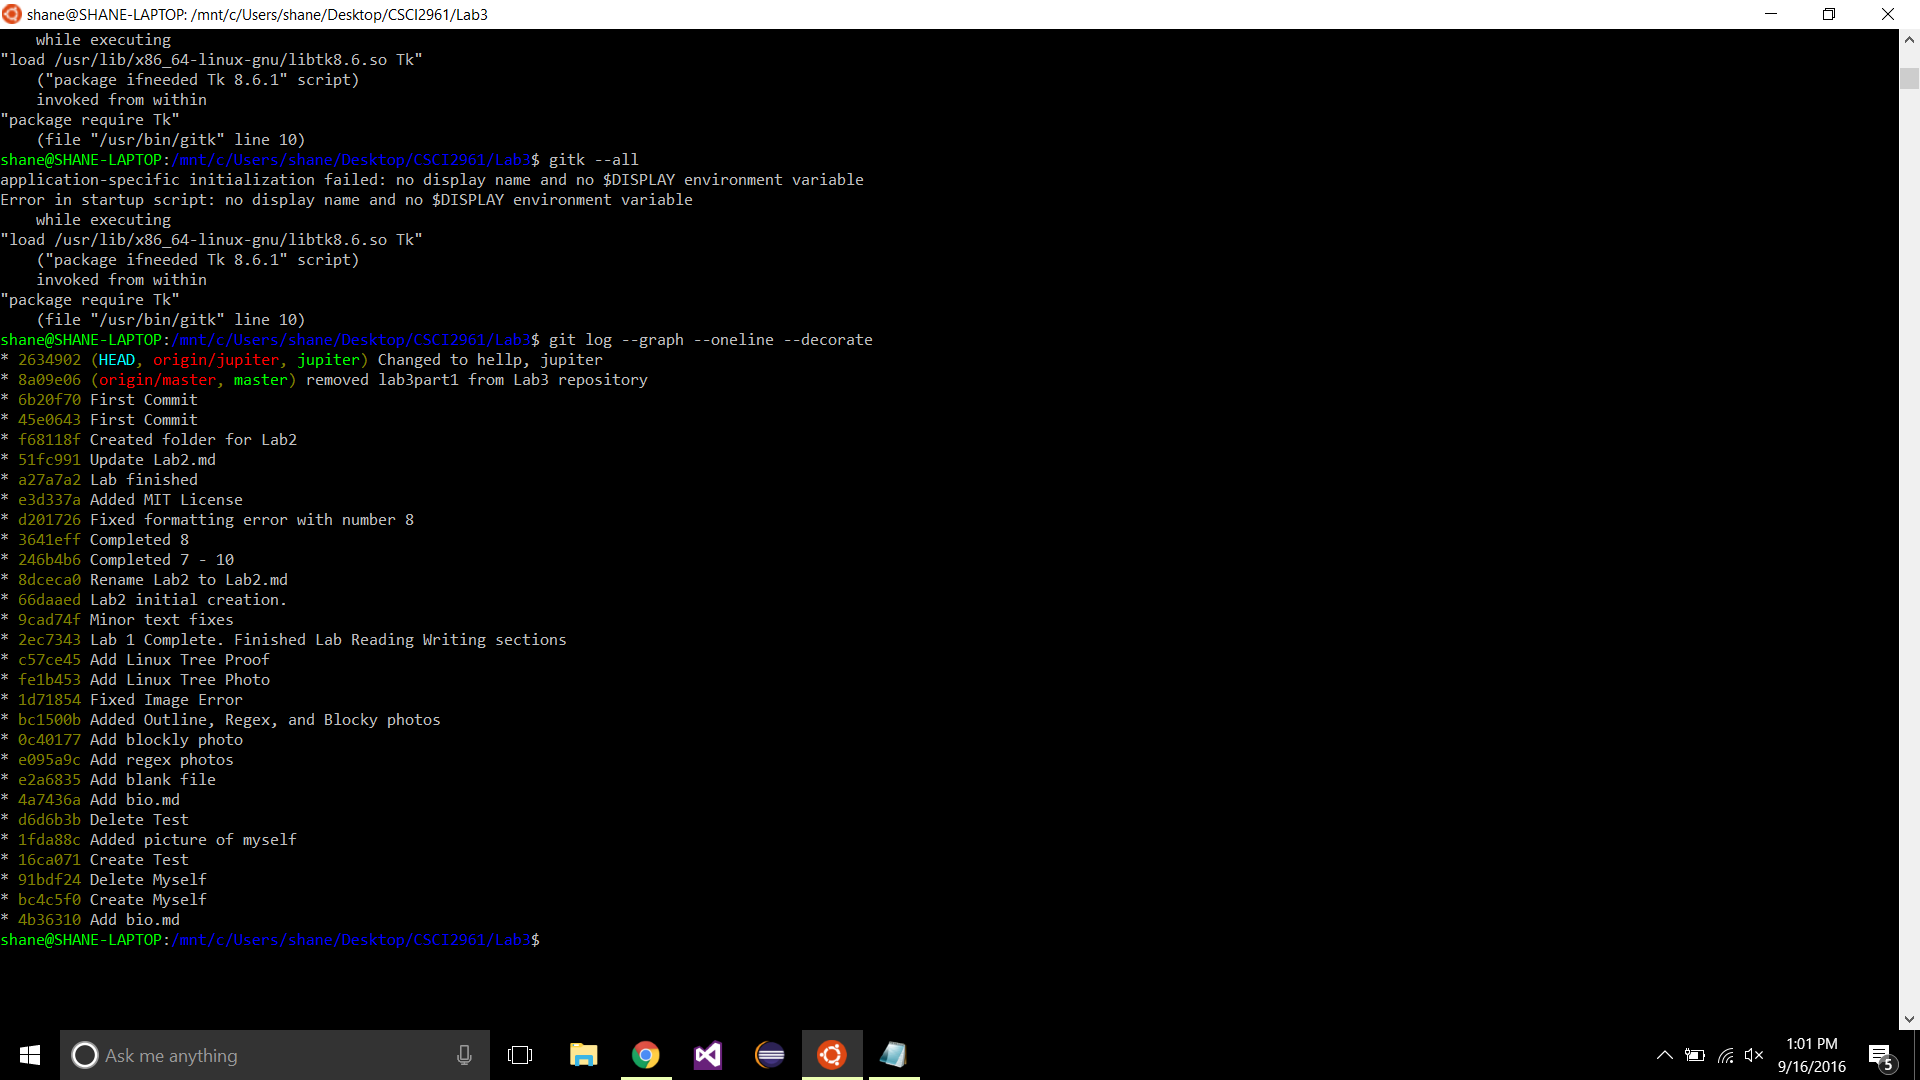 shane@SHANE-LAPTOP: /mnt/c/Users/shane/Desktop/CSCI2961/Lab3
    while executing
"load /usr/lib/x86_64-linux-gnu/libtk8.6.so Tk"
    ("package ifneeded Tk 8.6.1" script)
    invoked from within
"package require Tk"
    (file "/usr/bin/gitk" line 10)
shane@SHANE-LAPTOP:/mnt/c/Users/shane/Desktop/CSCI2961/Lab3$ gitk --all
application-specific initialization failed: no display name and no $DISPLAY environment variable
Error in startup script: no display name and no $DISPLAY environment variable
    while executing
"load /usr/lib/x86_64-linux-gnu/libtk8.6.so Tk"
    ("package ifneeded Tk 8.6.1" script)
    invoked from within
"package require Tk"
    (file "/usr/bin/gitk" line 10)
shane@SHANE-LAPTOP:/mnt/c/Users/shane/Desktop/CSCI2961/Lab3$ git log --graph --oneline --decorate
* 2634902 (HEAD, origin/jupiter, jupiter) Changed to hellp, jupiter
* 8a09e06 (origin/master, master) removed lab3part1 from Lab3 repository
* 6b20f70 First Commit
* 45e0643 First Commit
* f68118f Created folder for Lab2
* 51fc991 Update Lab2.md
* a27a7a2 Lab finished
* e3d337a Added MIT License
* d201726 Fixed formatting error with number 8
* 3641eff Completed 8
* 246b4b6 Completed 7 - 10
* 8dceca0 Rename Lab2 to Lab2.md
* 66daaed Lab2 initial creation.
* 9cad74f Minor text fixes
* 2ec7343 Lab 1 Complete. Finished Lab Reading Writing sections
* c57ce45 Add Linux Tree Proof
* fe1b453 Add Linux Tree Photo
* 1d71854 Fixed Image Error
* bc1500b Added Outline, Regex, and Blocky photos
* 0c40177 Add blockly photo
* e095a9c Add regex photos
* e2a6835 Add blank file
* 4a7436a Add bio.md
* d6d6b3b Delete Test
* 1fda88c Added picture of myself
* 16ca071 Create Test
* 91bdf24 Delete Myself
* bc4c5f0 Create Myself
* 4b36310 Add bio.md
shane@SHANE-LAPTOP:/mnt/c/Users/shane/Desktop/CSCI2961/Lab3$
Ask me anything
1:01 PM
9/16/2016
5